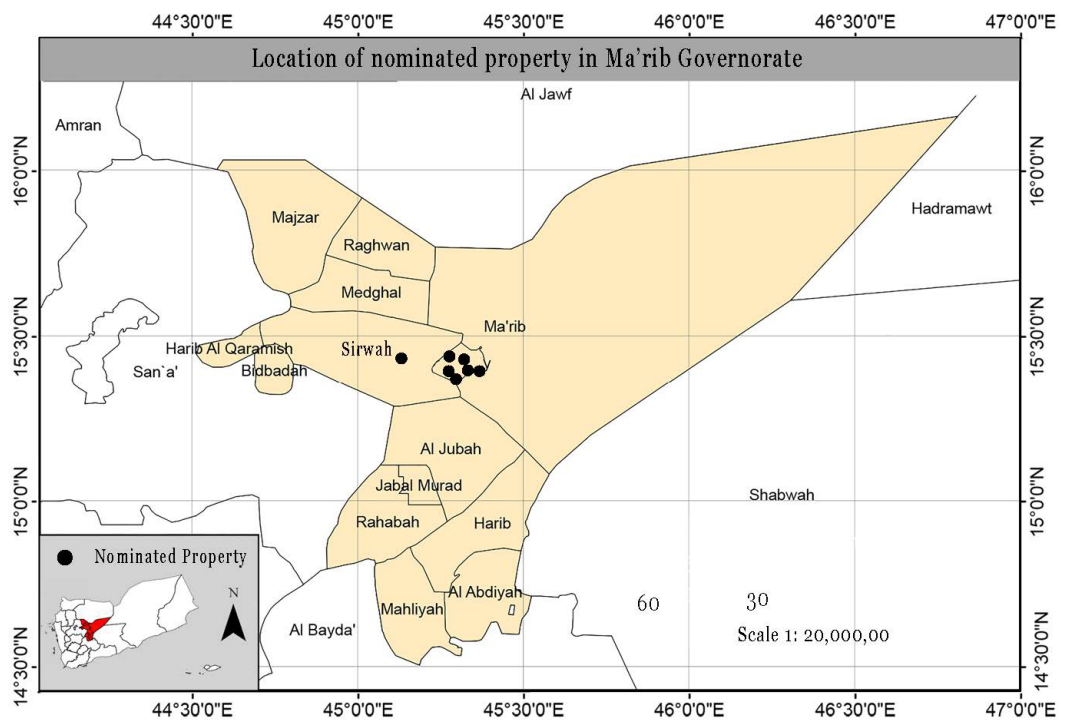 44°30'0"E 45°0'0"E 45°30'0"E 46°0'0"E 46°30'0"E 47°0'0"E
Location of nominated property in Ma'rib Governorate
Al Jawf
Amran
16°0'0"N 16°0'0"N
Hadramawt
Majzar
Raghwan
Medghal
Ma'rib
15°30'0"N 15°30'0"N
Sirwah
Harib Al Qaramish
San`a'
Bidbadah
Al Jubah
Jabal Murad
Shabwah
15°0'0"N 15°0'0"N
Rahabah
Harib
Nominated Property
Al Abdiyah
N
60 30
Mahliyah
Al Bayda'
Scale 1: 20,000,00
14°30'0"N 14°30'0"N
44°30'0"E 45°0'0"E 45°30'0"E 46°0'0"E 46°30'0"E 47°0'0"E